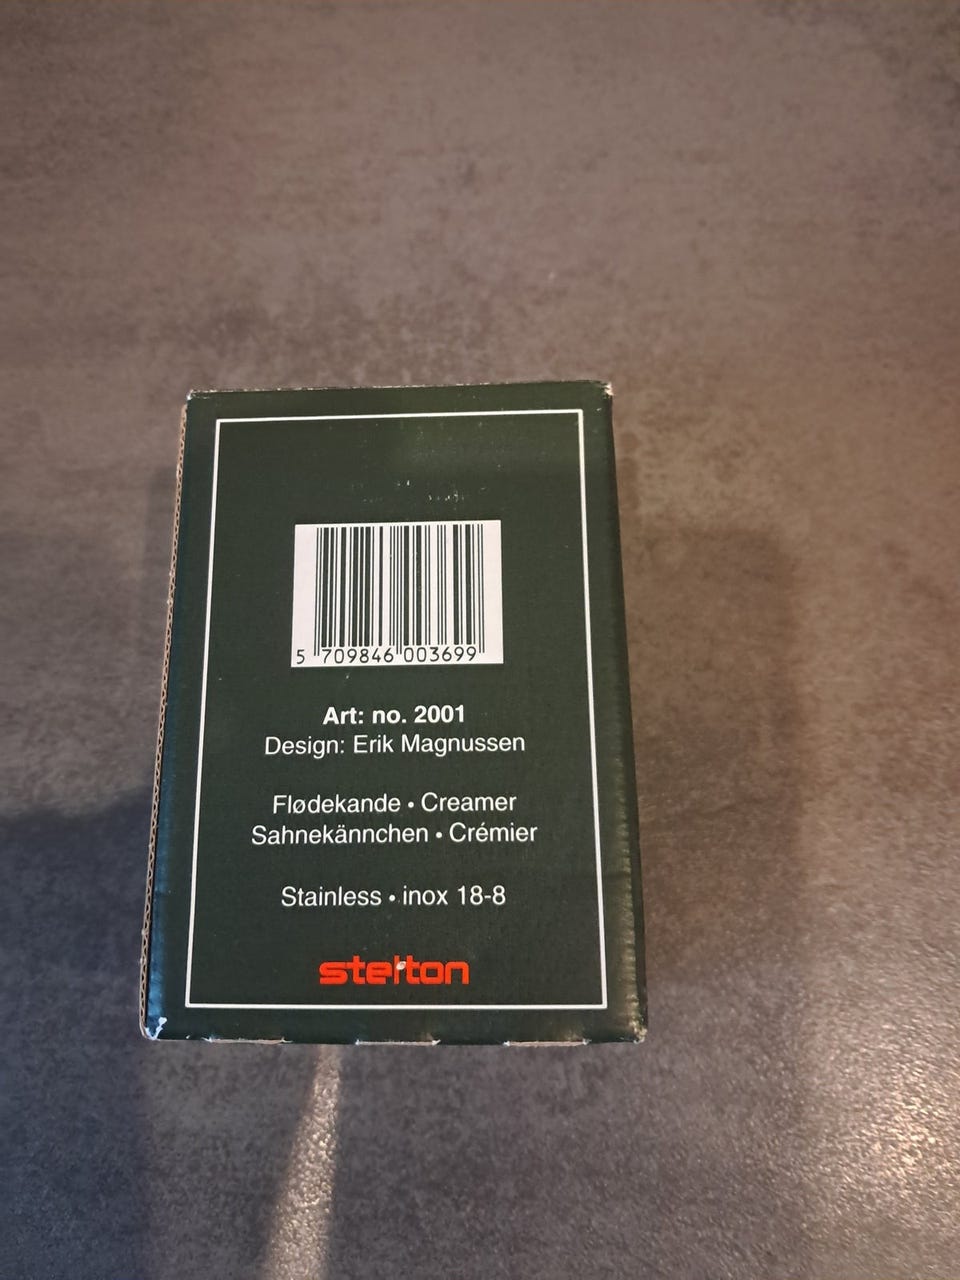 5 709846 003699
Art: no. 2001
Design: Erik Magnussen
Flødekande • Creamer
Sahnekännchen • Crémier
Stainless • inox 18-8
stelton